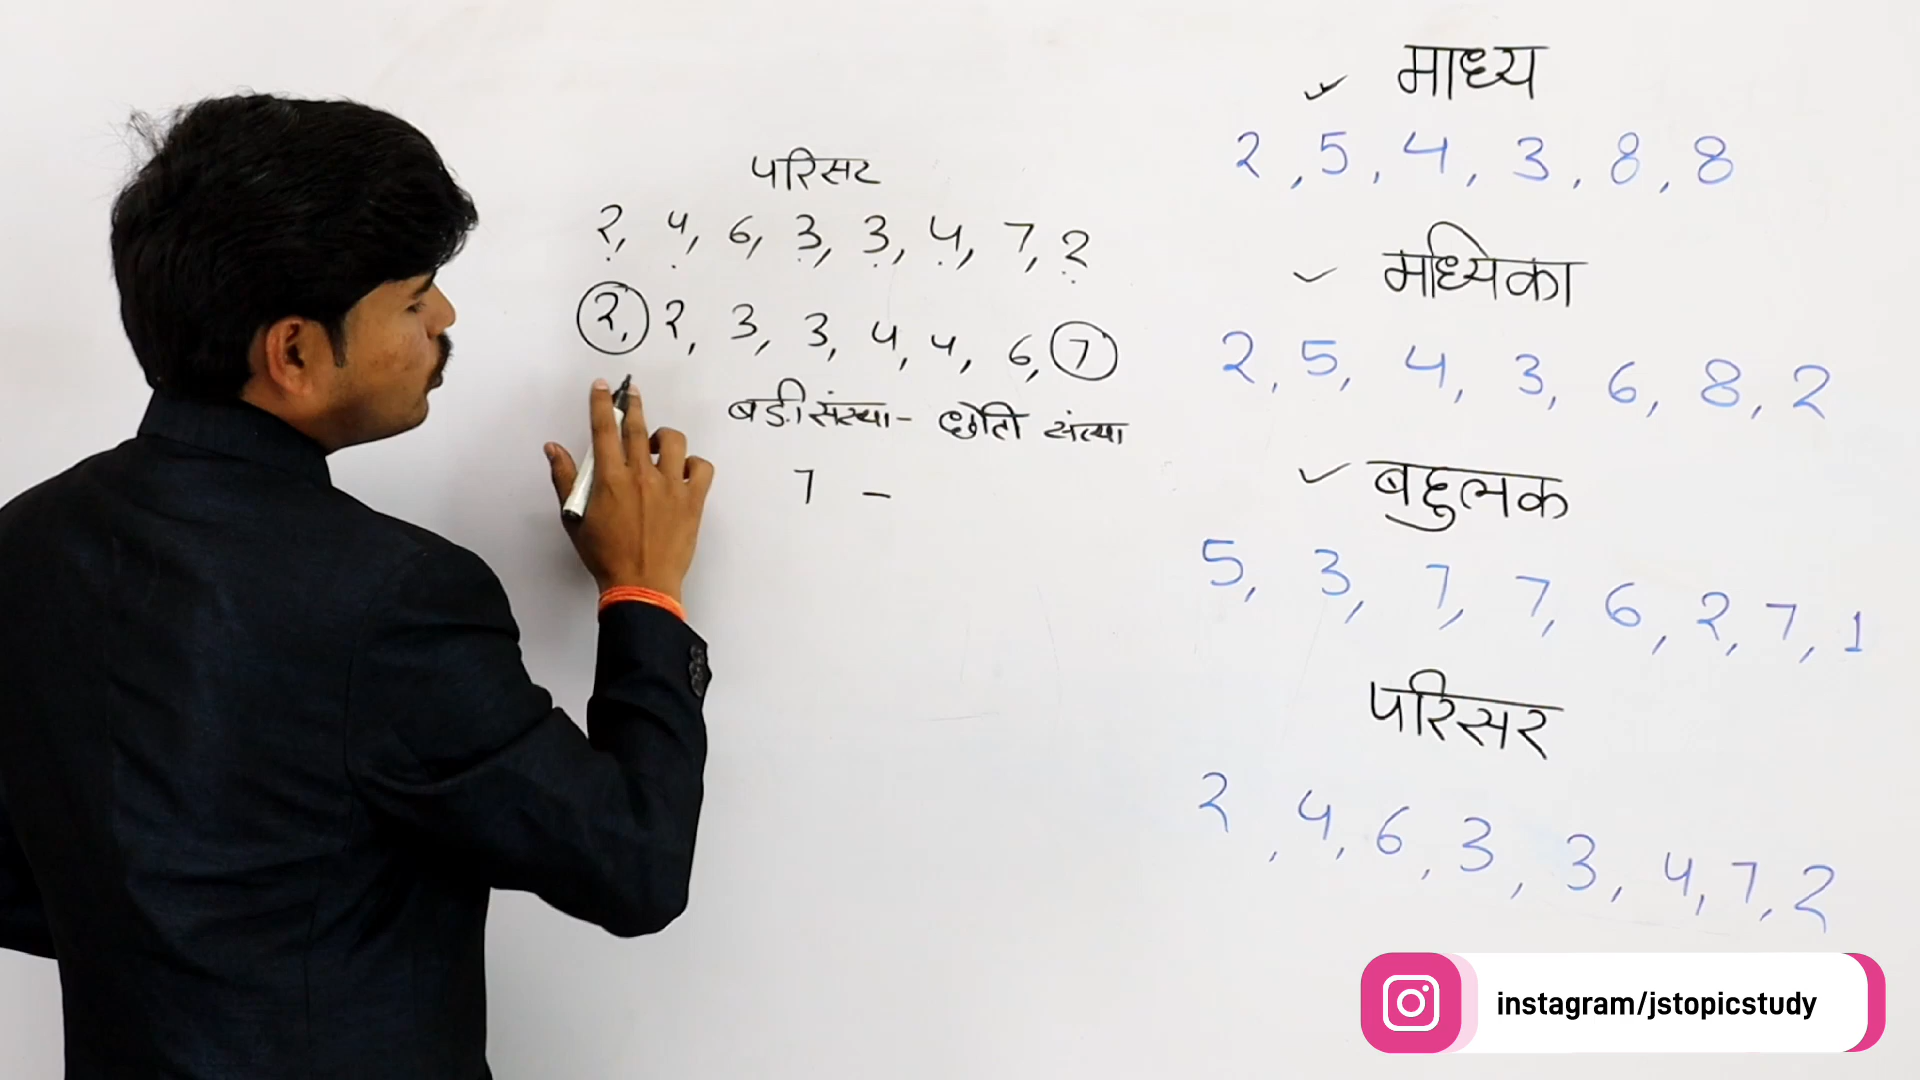 परिसर
2, 4, 6, 3, 3, 4, 7, 2
2, 2, 3, 3, 4, 4, 6, 7
बड़ी संख्या - छोटी संख्या
7 -
माध्य
2, 5, 4, 3, 8, 8
मध्यिका
2, 5, 4, 3, 6, 8, 2
बहुलक
5, 3, 7, 7, 6, 2, 7, 1
परिसर
2, 4, 6, 3, 3, 4, 7, 2
instagram/jstopicstudy